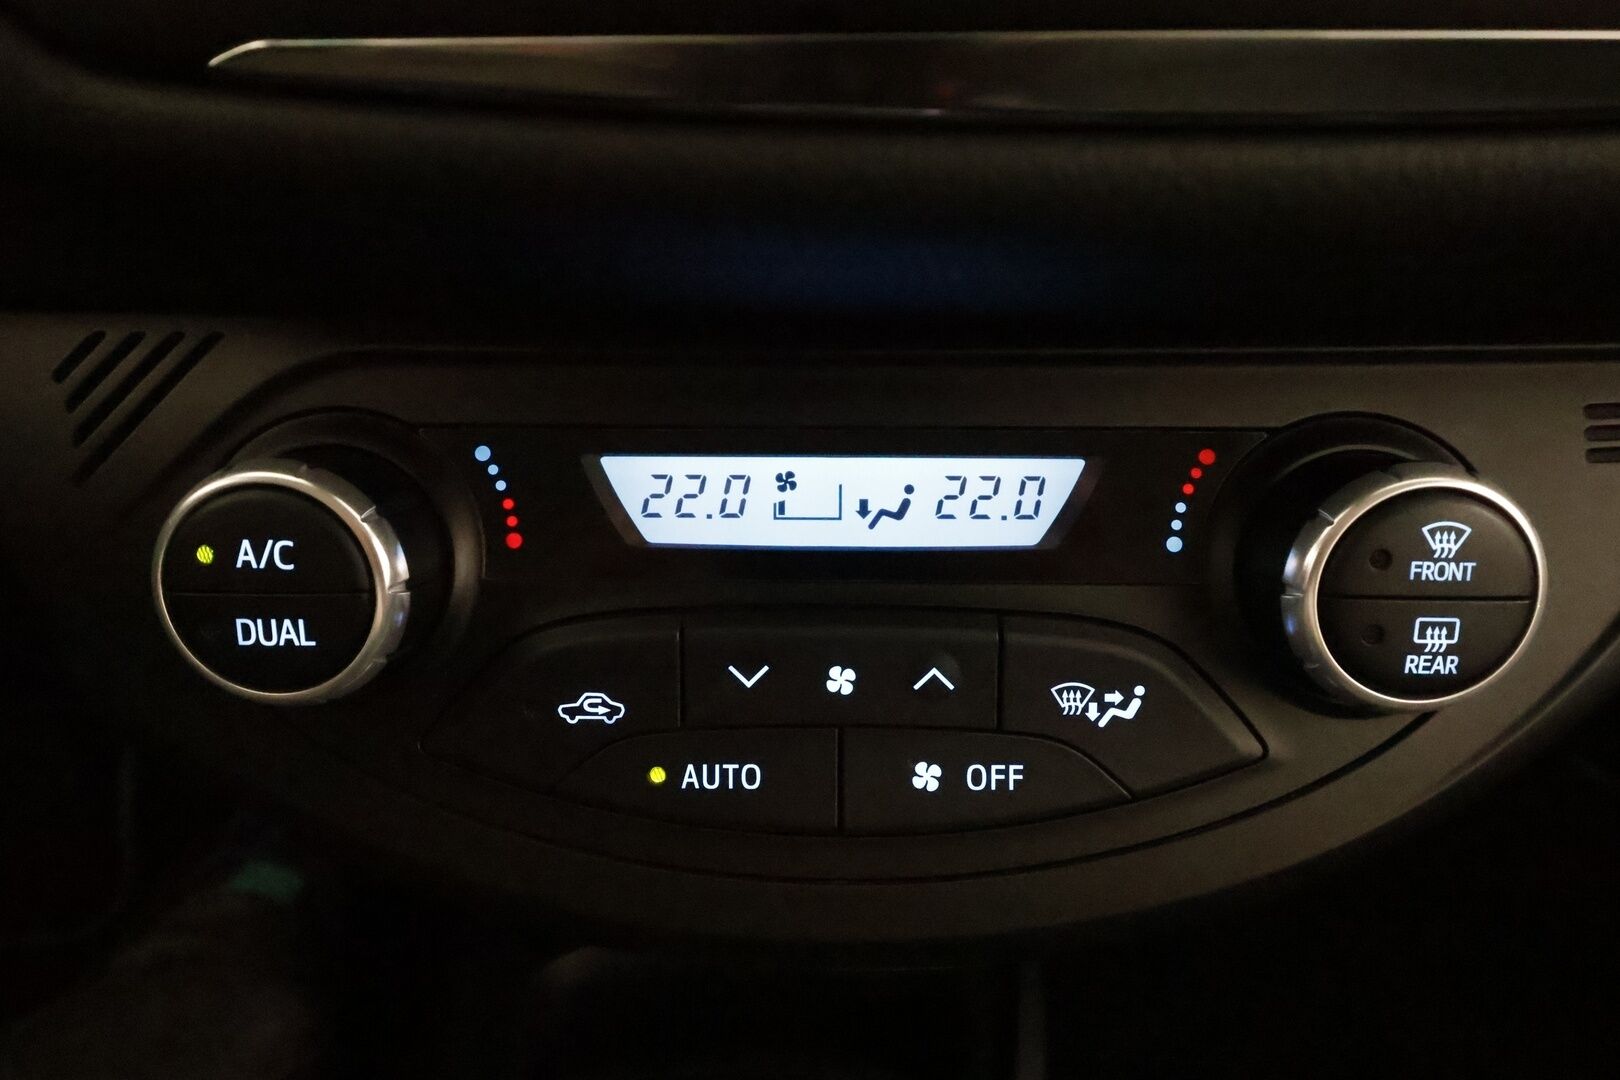 22.0 22.0
A/C
DUAL
FRONT
REAR
AUTO
OFF